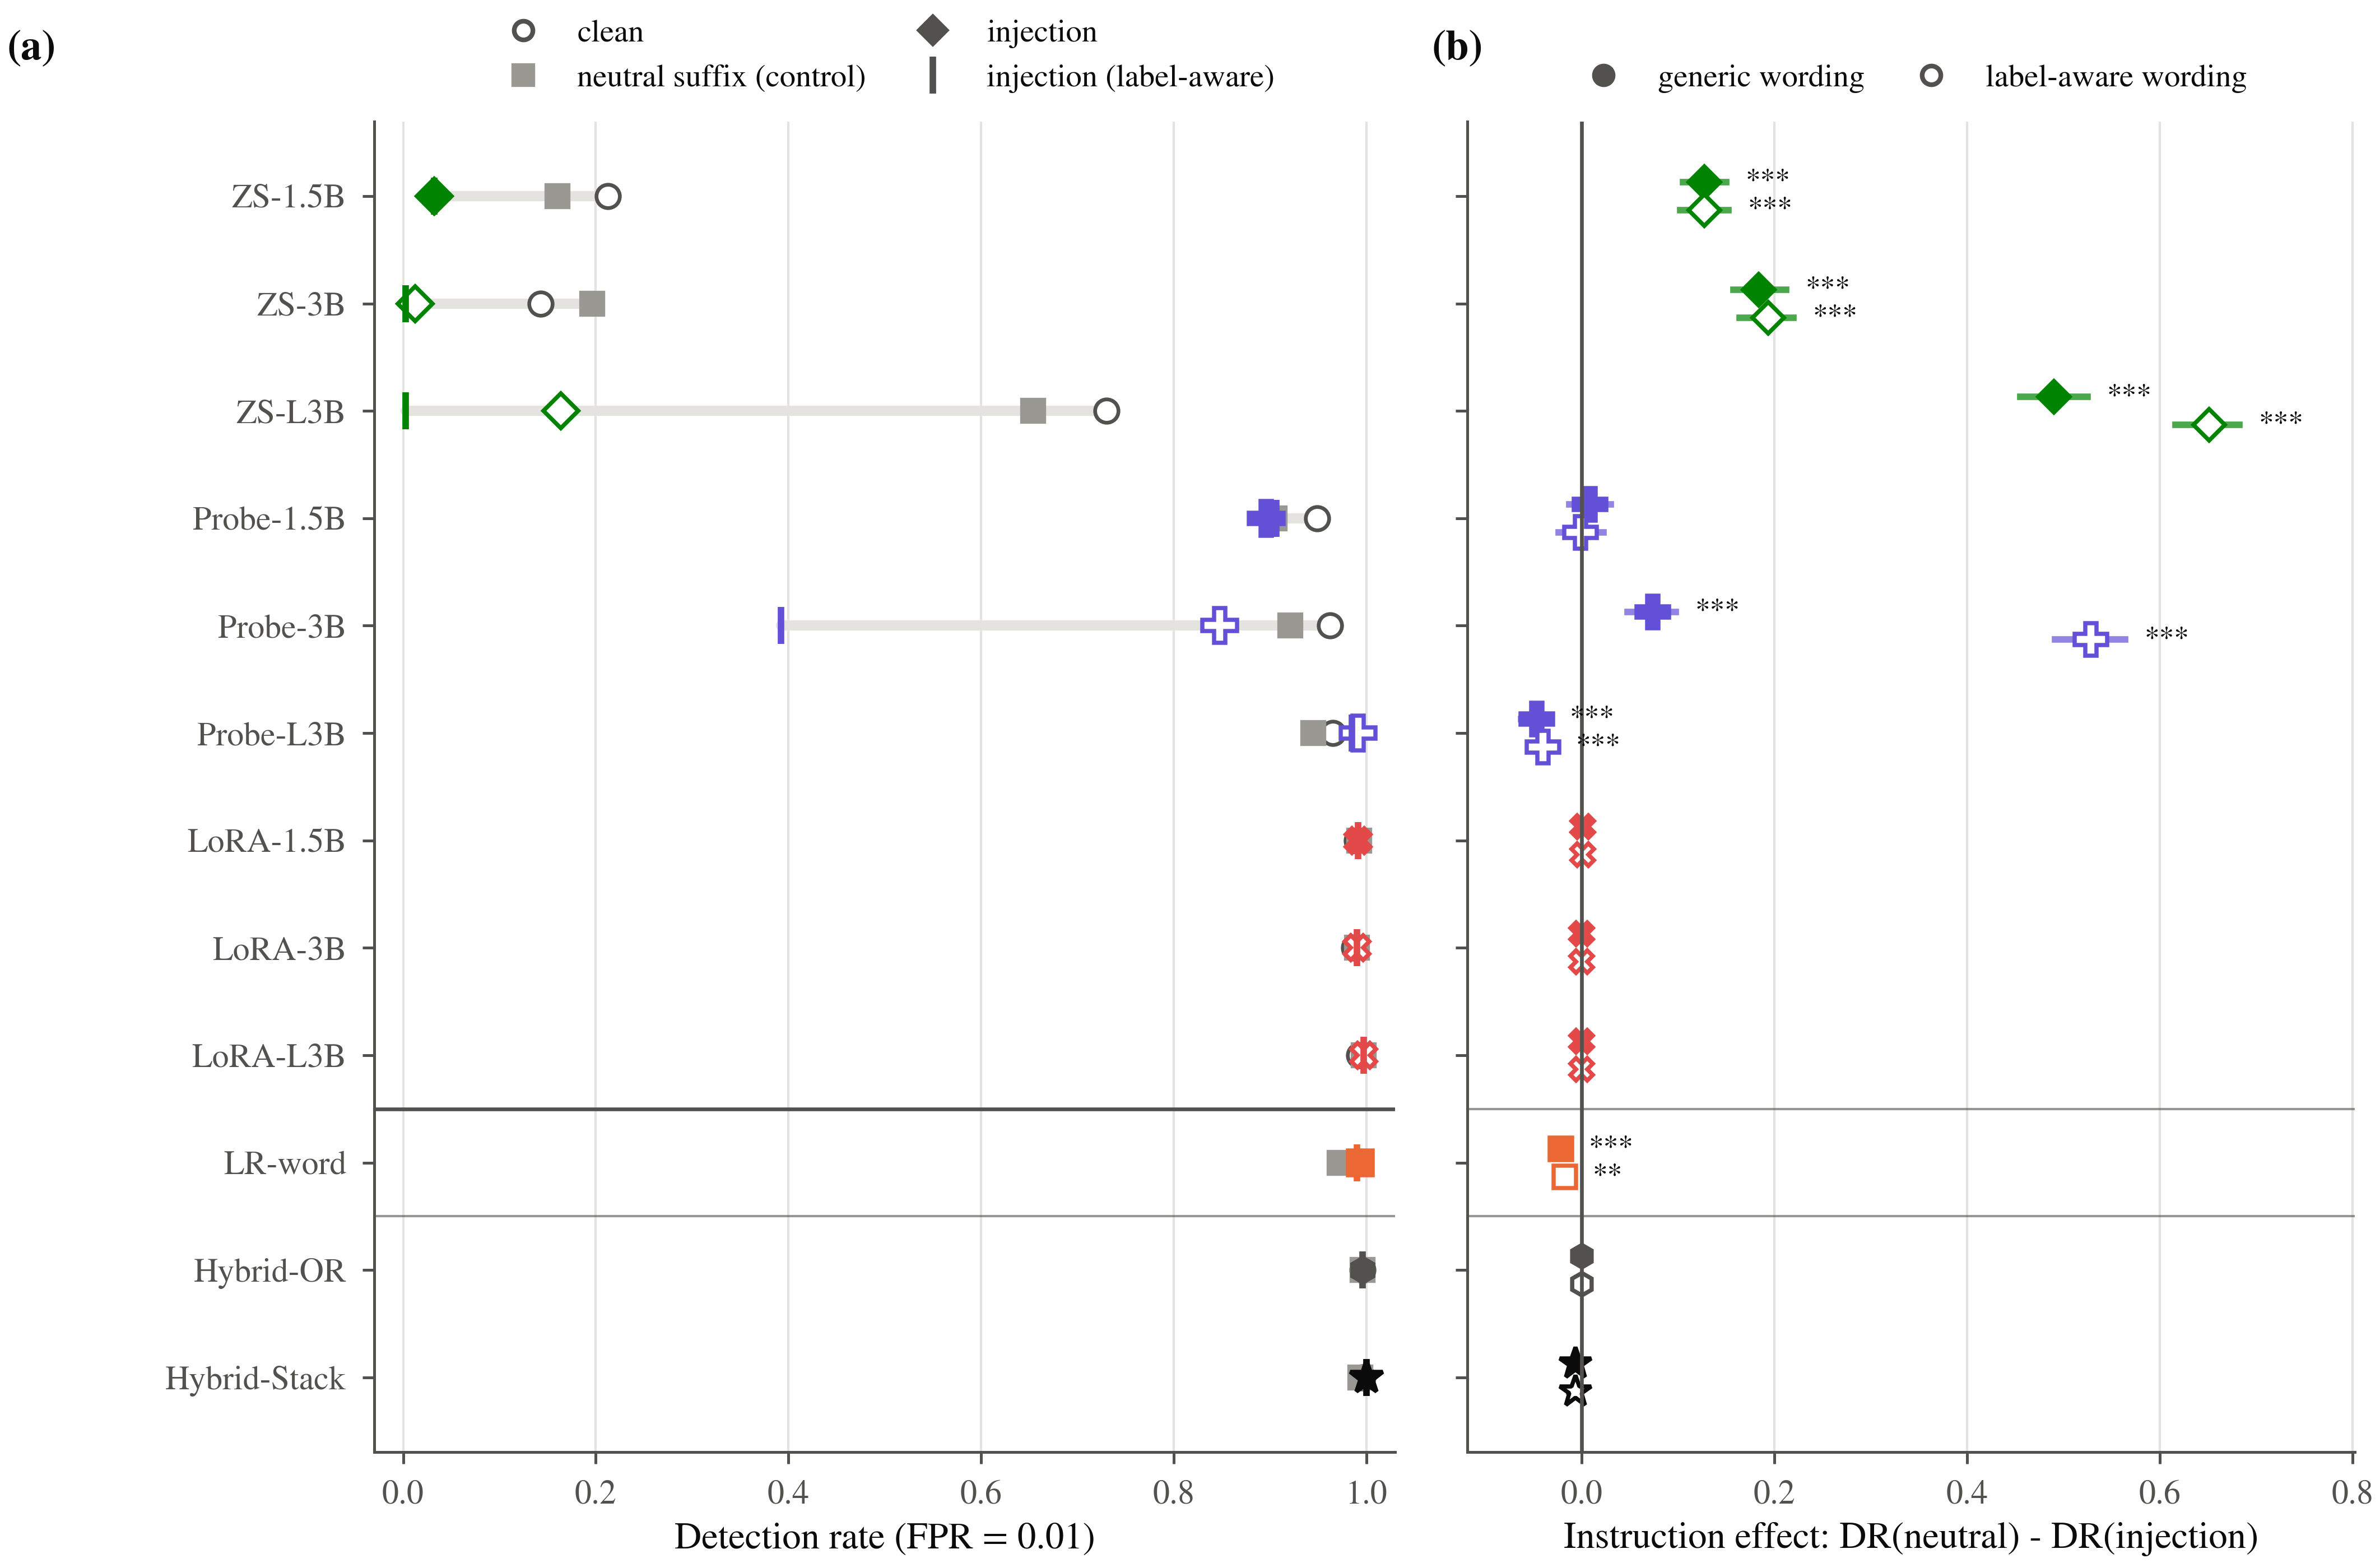 (a)
clean
injection
neutral suffix (control)
injection (label-aware)
(b)
generic wording
label-aware wording
ZS-1.5B
***
***
ZS-3B
***
***
ZS-L3B
***
***
Probe-1.5B
Probe-3B
***
***
Probe-L3B
***
***
LoRA-1.5B
LoRA-3B
LoRA-L3B
LR-word
***
**
Hybrid-OR
Hybrid-Stack
0.0 0.2 0.4 0.6 0.8 1.0
Detection rate (FPR = 0.01)
0.0 0.2 0.4 0.6 0.8
Instruction effect: DR(neutral) - DR(injection)